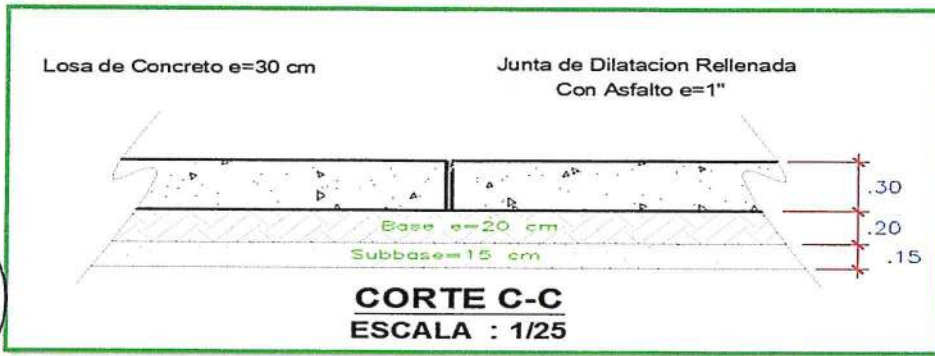 Losa de Concreto e=30 cm
Junta de Dilatacion Rellenada
Con Asfalto e=1"
.30
Base e=20 cm
.20
Subbase=15 cm
.15
CORTE C-C
ESCALA : 1/25